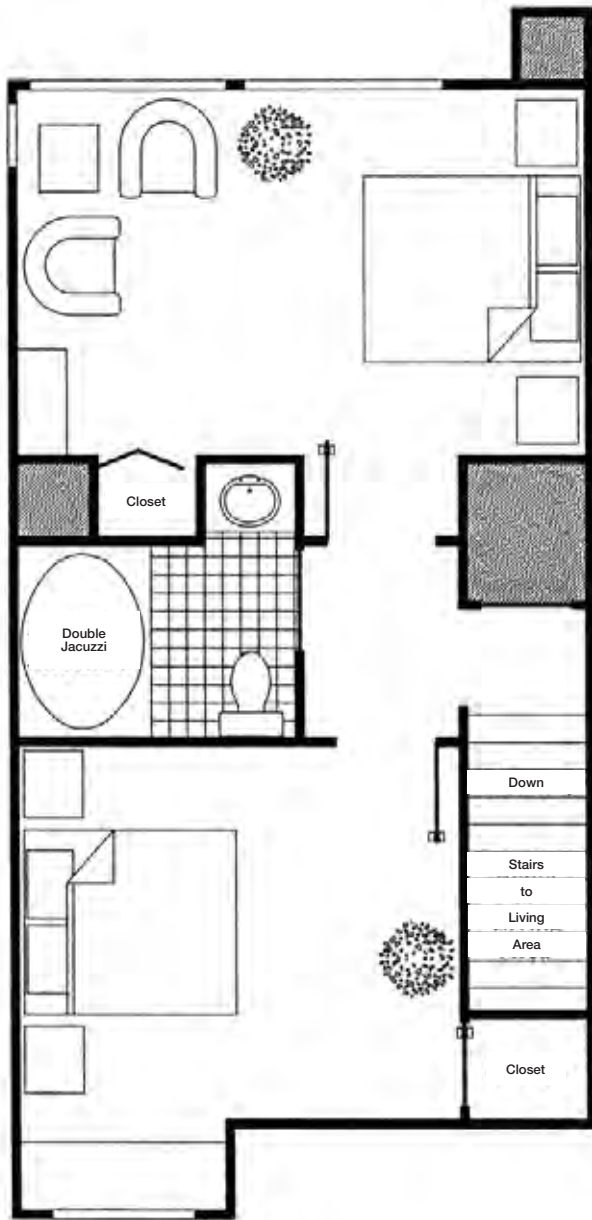 Closet
Double
Jacuzzi
Down
Stairs
to
Living
Area
Closet